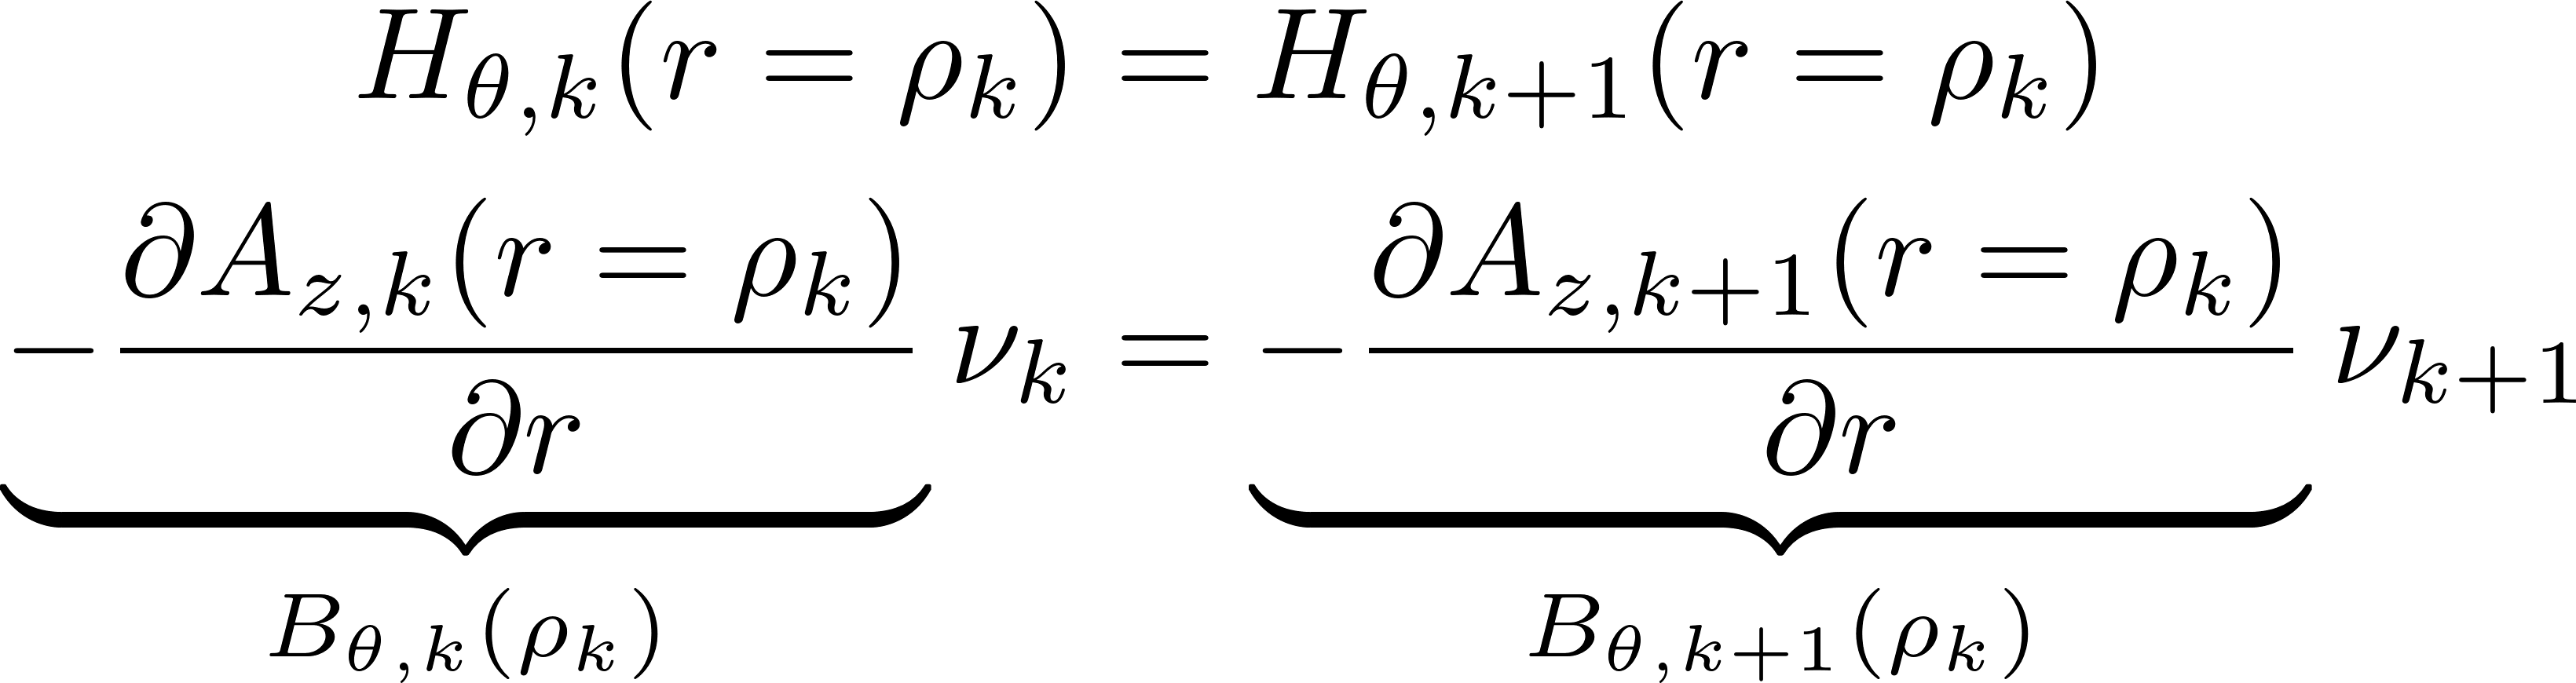 $H_{\theta,k}(r = \rho_k) = H_{\theta,k+1}(r = \rho_k)$
$\underbrace{-\frac{\partial A_{z,k}(r = \rho_k)}{\partial r}}_{B_{\theta,k}(\rho_k)} \nu_k = \underbrace{-\frac{\partial A_{z,k+1}(r = \rho_k)}{\partial r}}_{B_{\theta,k+1}(\rho_k)} \nu_{k+1}$